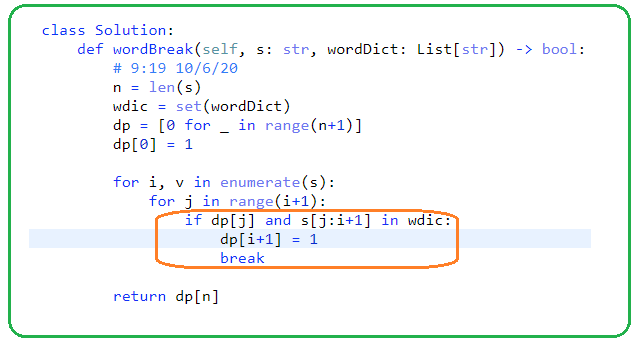 class Solution:
    def wordBreak(self, s: str, wordDict: List[str]) -> bool:
        # 9:19 10/6/20
        n = len(s)
        wdic = set(wordDict)
        dp = [0 for _ in range(n+1)]
        dp[0] = 1

        for i, v in enumerate(s):
            for j in range(i+1):
                if dp[j] and s[j:i+1] in wdic:
                    dp[i+1] = 1
                    break

        return dp[n]